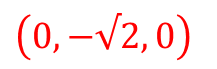 (0, −√2, 0)